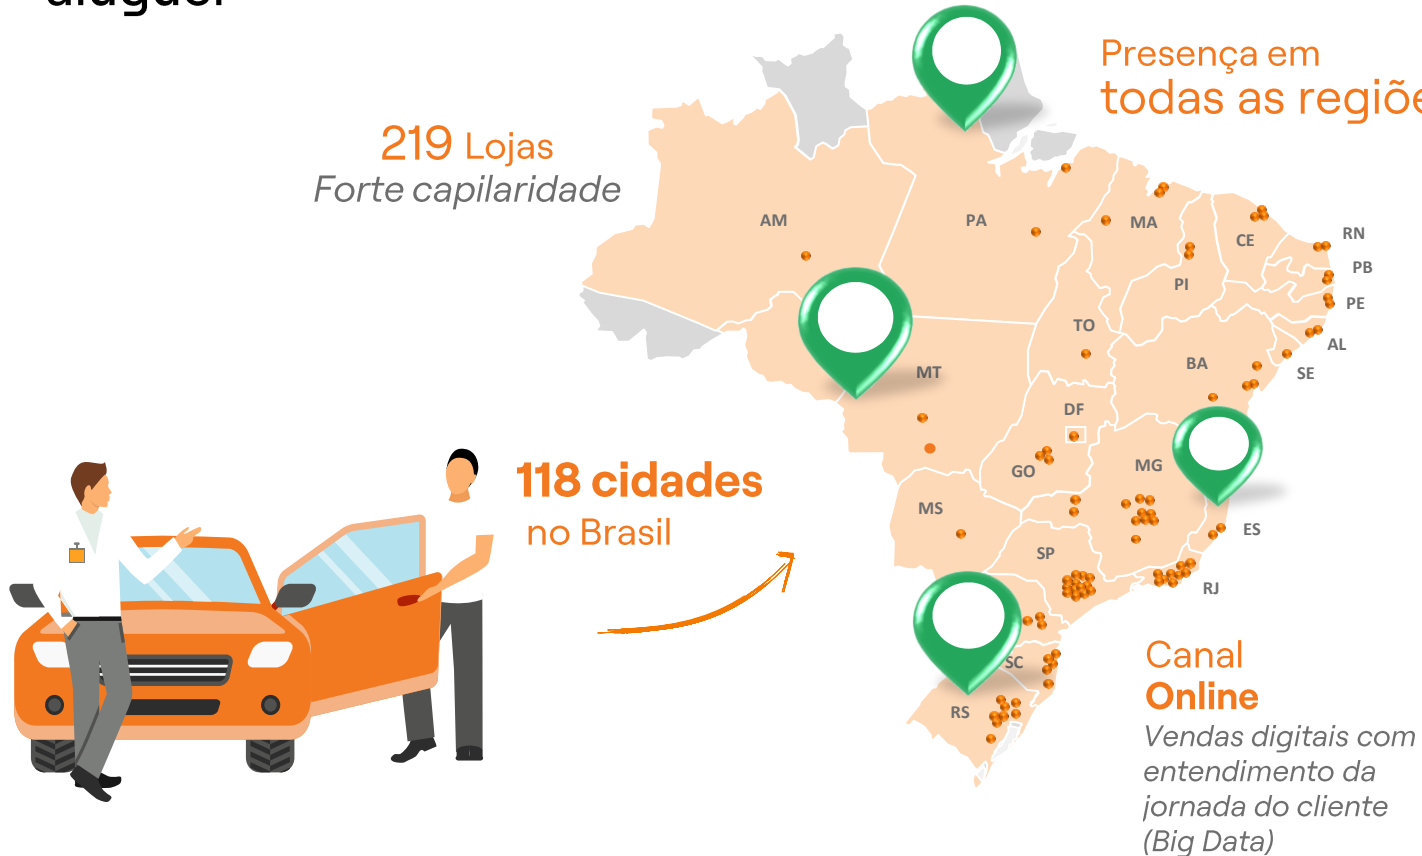 219 Lojas
Forte capilaridade
Presença em
todas as
118 cidades
no Brasil
Canal
Online
Vendas digitais com
entendimento da
jornada do cliente
(Big Data)
AM
PA
MA
CE
RN
PB
PI
PE
TO
AL
BA
SE
MT
DF
GO
MG
MS
ES
SP
RJ
SC
RS